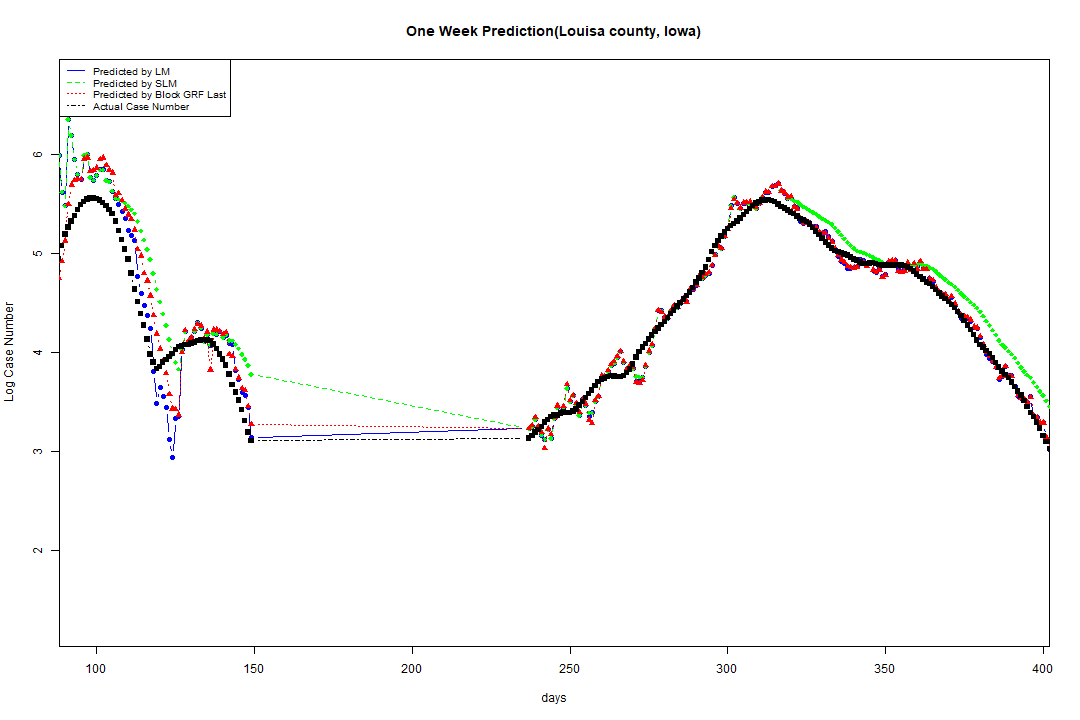 One Week Prediction(Louisa county, Iowa)
Predicted by LM
Predicted by SLM
Predicted by Block GRF Last
Actual Case Number
6
5
4
3
2
Log Case Number
100 150 200 250 300 350 400
days